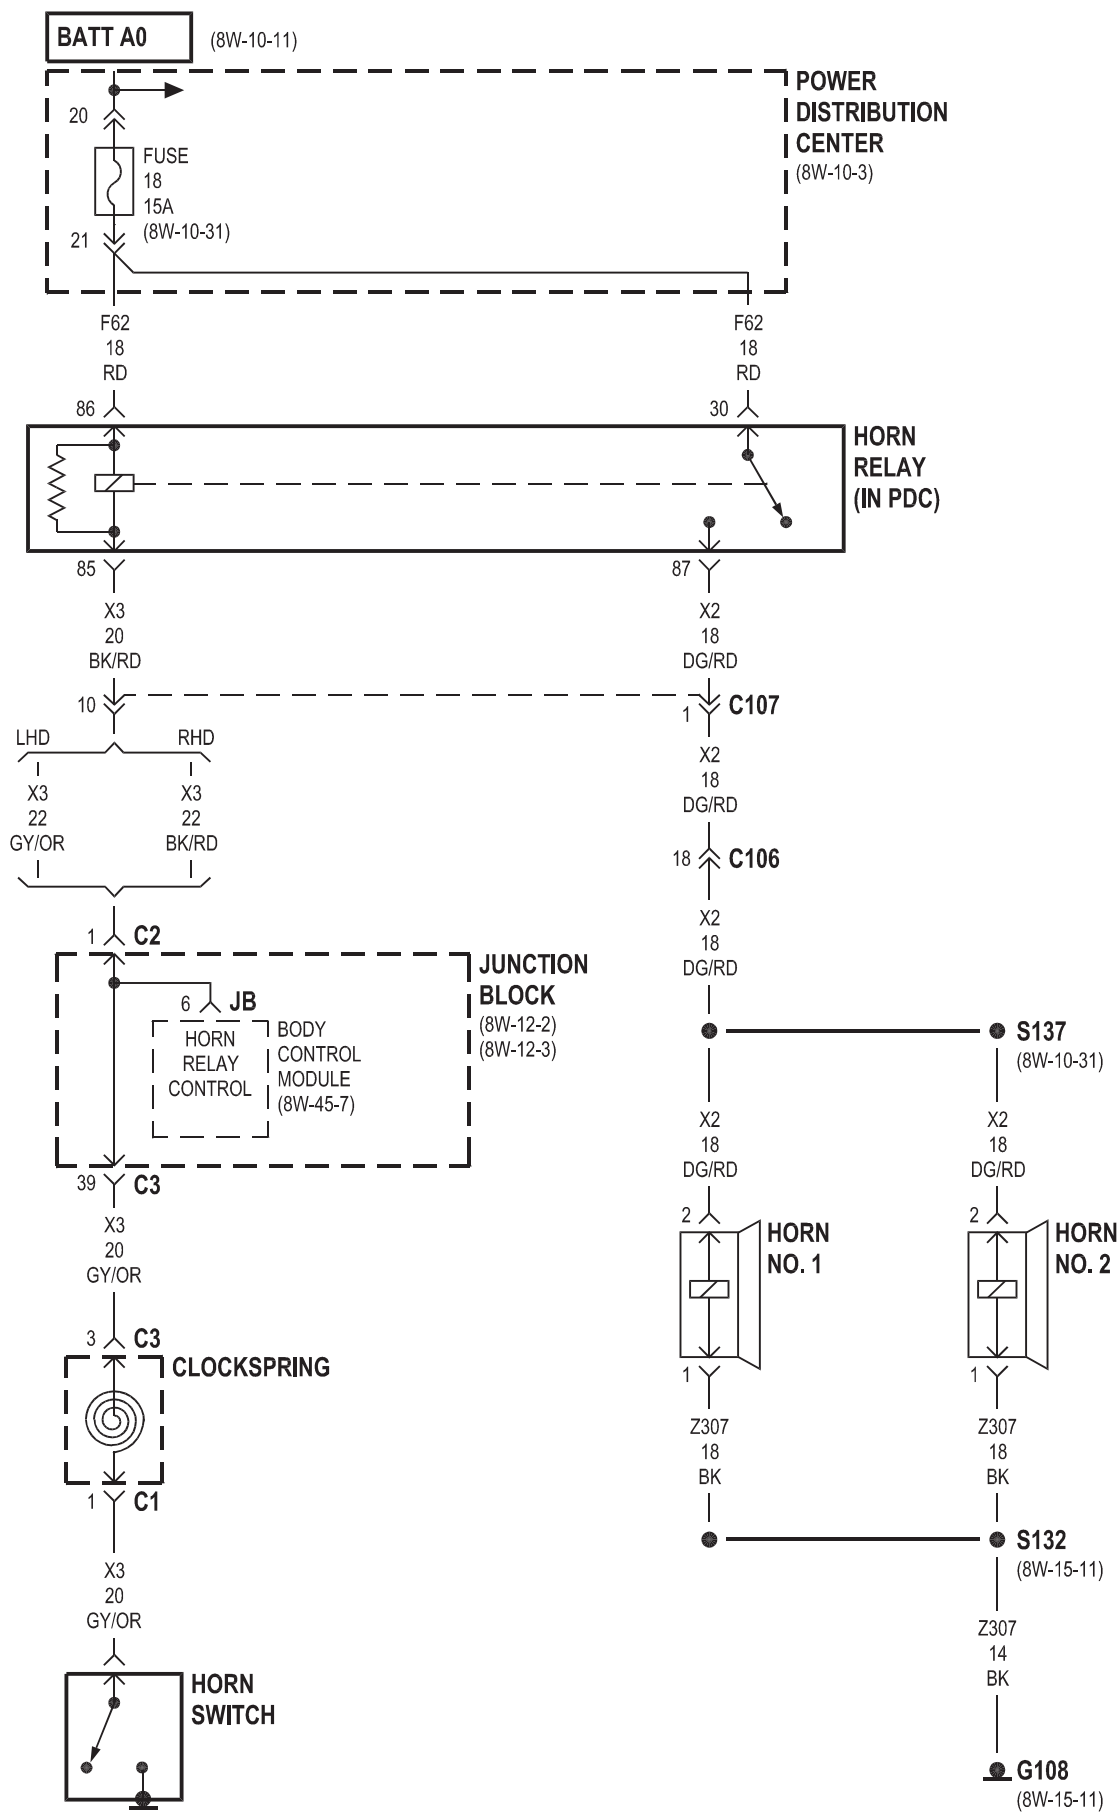 BATT A0
(8W-10-11)
POWER
DISTRIBUTION
CENTER
(8W-10-3)
20
FUSE
18
15A
(8W-10-31)
21
F62
18
RD
F62
18
RD
86
30
HORN
RELAY
(IN PDC)
85
87
X3
20
BK/RD
X2
18
DG/RD
10
1
C107
LHD
RHD
X3
22
GY/OR
X3
22
BK/RD
X2
18
DG/RD
18
C106
X2
18
DG/RD
1
C2
JUNCTION
BLOCK
(8W-12-2)
(8W-12-3)
6
JB
HORN
RELAY
CONTROL
BODY
CONTROL
MODULE
(8W-45-7)
S137
(8W-10-31)
39
C3
X3
20
GY/OR
X2
18
DG/RD
X2
18
DG/RD
2
HORN
NO. 1
2
HORN
NO. 2
3
C3
CLOCKSPRING
1
1
1
C1
Z307
18
BK
Z307
18
BK
S132
(8W-15-11)
X3
20
GY/OR
Z307
14
BK
HORN
SWITCH
G108
(8W-15-11)